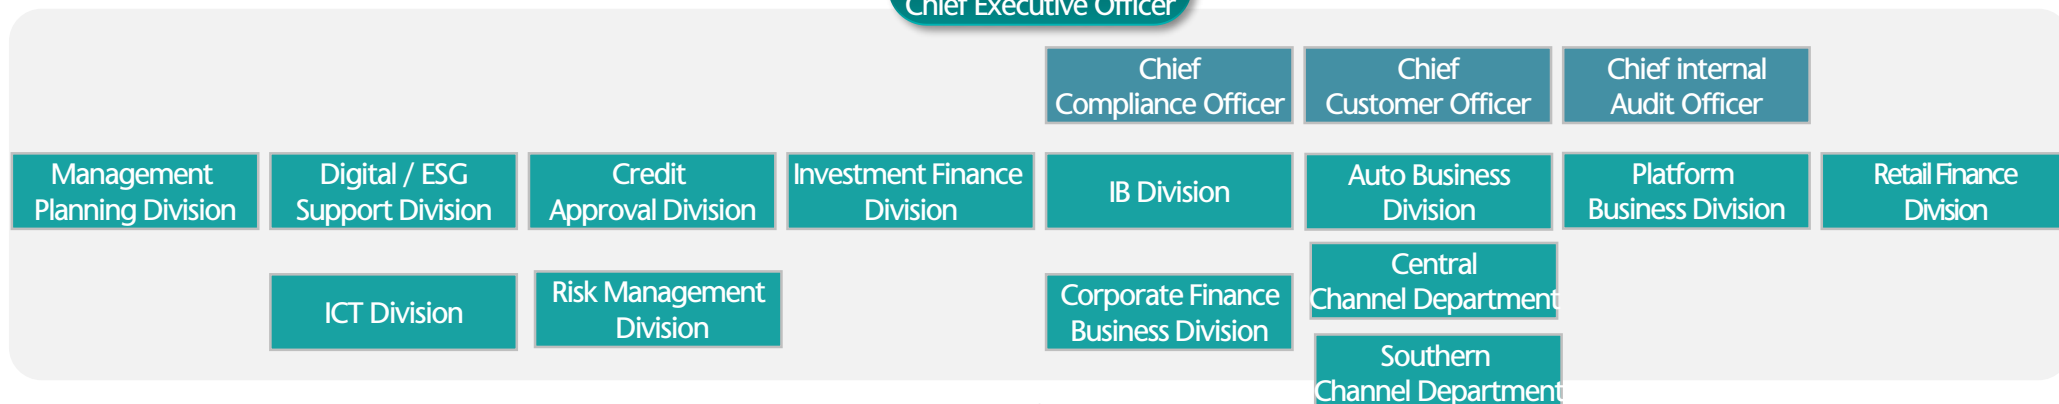 Chief Executive Officer
Chief
Compliance Officer
Chief
Customer Officer
Chief internal
Audit Officer
Management
Planning Division
Digital / ESG
Support Division
Credit
Approval Division
Investment Finance
Division
IB Division
Auto Business
Division
Platform
Business Division
Retail Finance
Division
ICT Division
Risk Management
Division
Corporate Finance
Business Division
Central
Channel Department
Southern
Channel Department